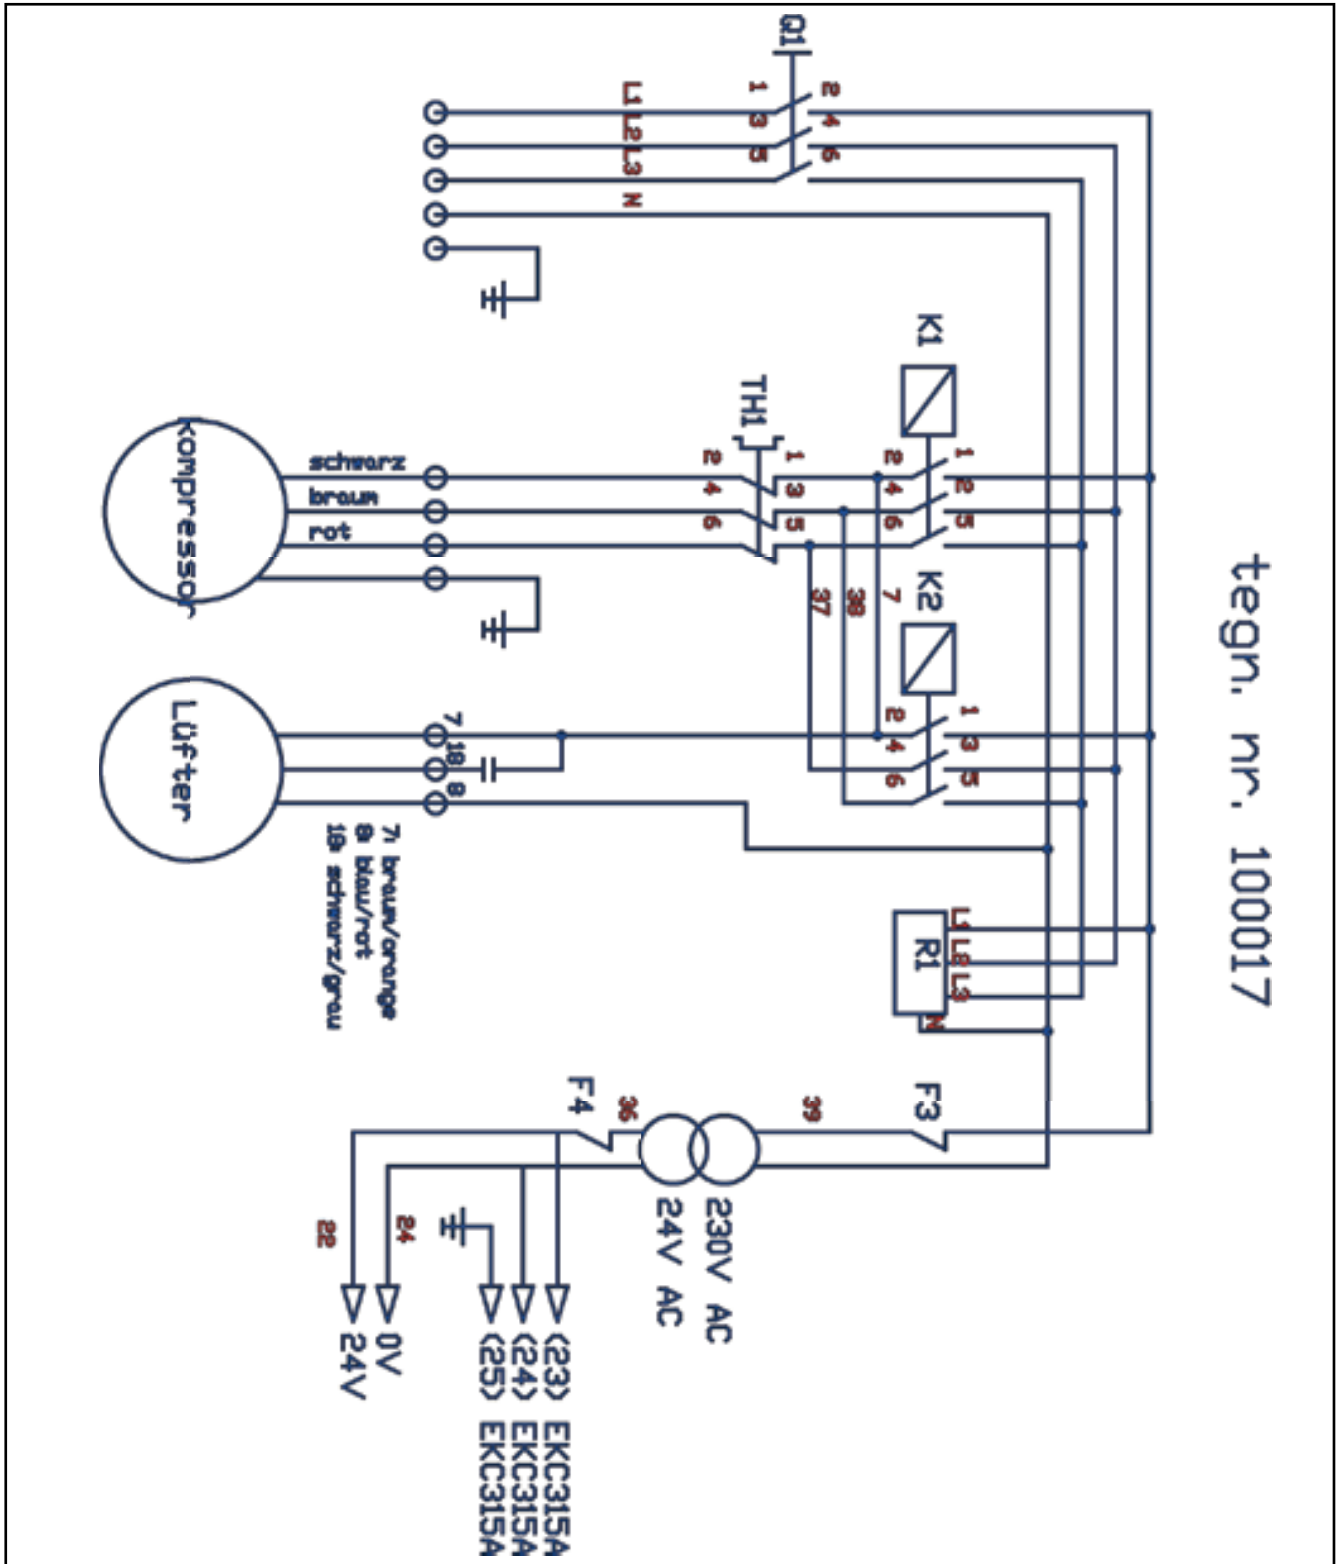 tegn. nr. 100017
Q1
1 3 5
2 4 6
L1 L2 L3 N
K1
1 2 5
2 4 6
TH1
1 3 5
2 4 6
schwarz
braum
rot
Kompressor
K2
1 3 5
2 4 6
7
38
37
Lüfter
7
18
8
7: braum/orange
8: blau/rot
18: schwarz/grau
R1
L1 L2 L3
N
F3
39
230V AC
24V AC
36
F4
(23) EKC315A
(24) EKC315A
(25) EKC315A
24
0V
22
24V